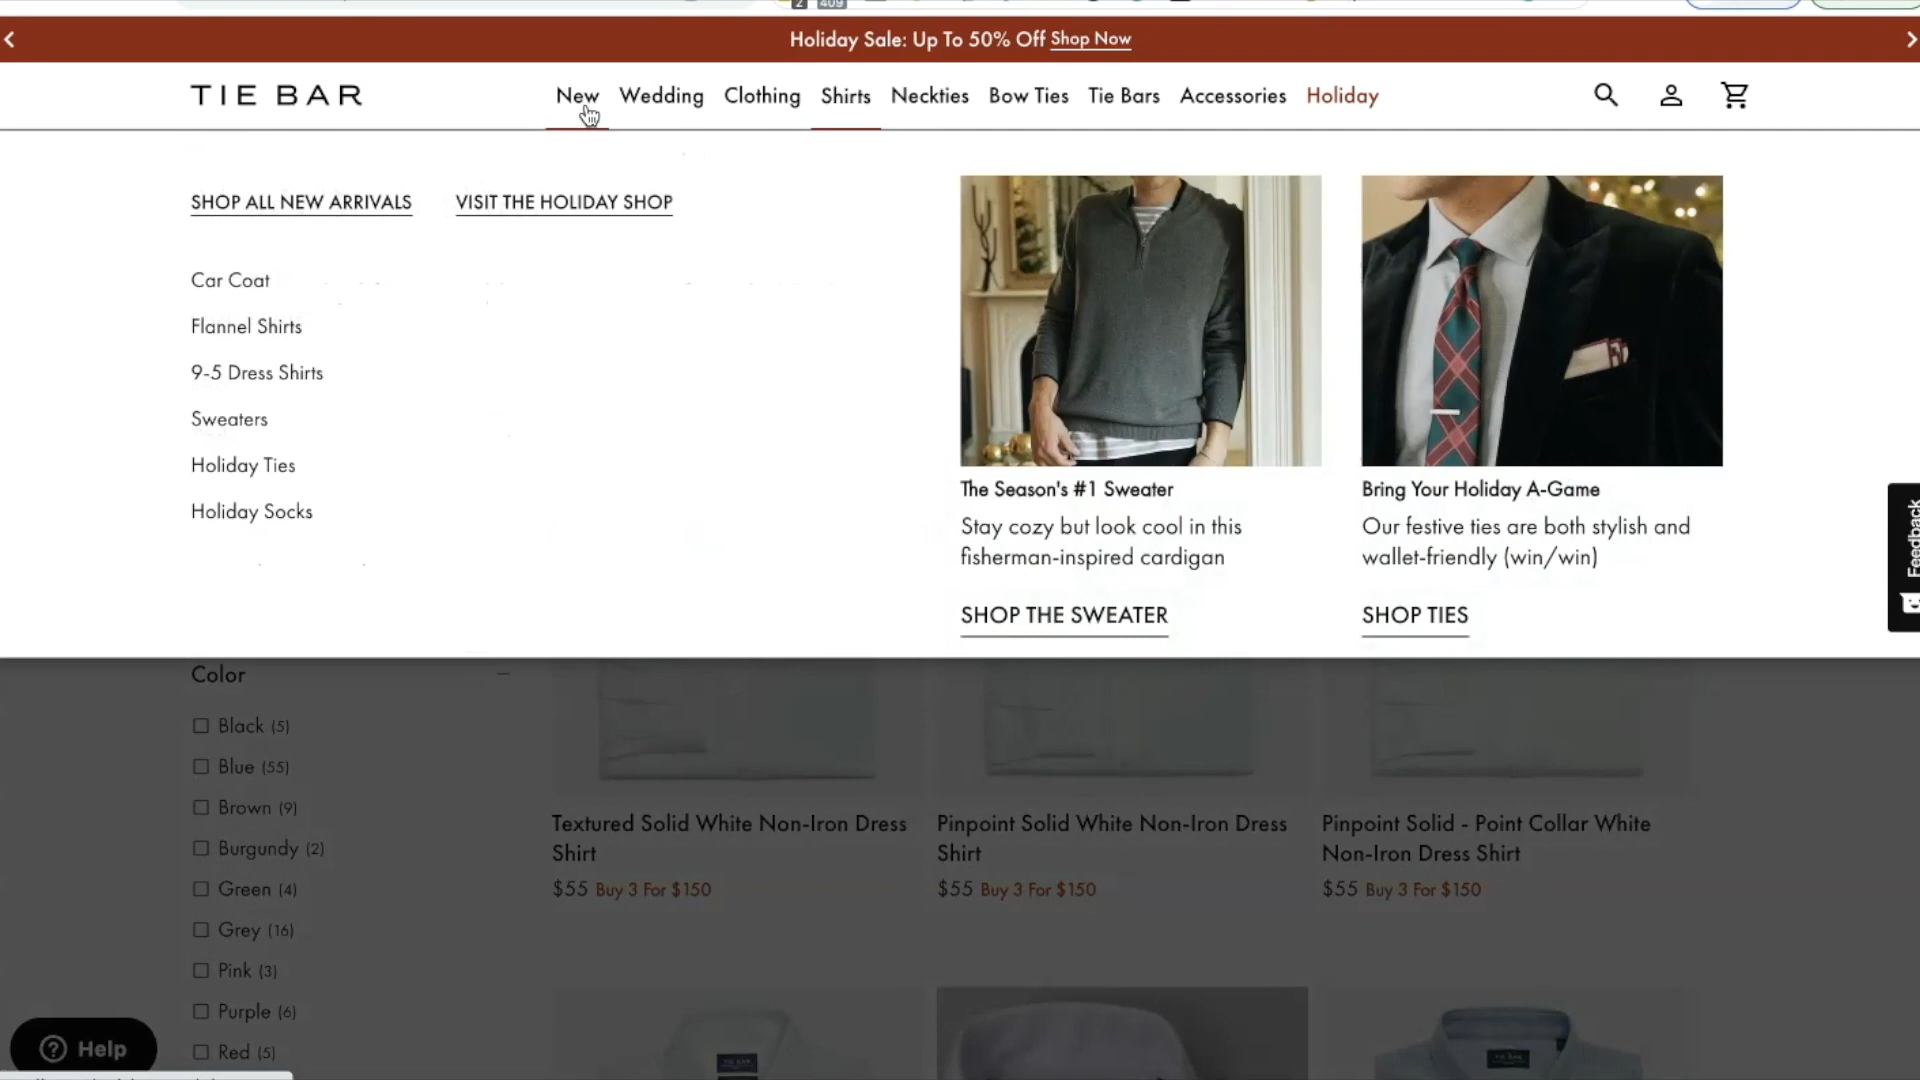 2 409
Holiday Sale: Up To 50% Off Shop Now
TIE BAR
New Wedding Clothing Shirts Neckties Bow Ties Tie Bars Accessories Holiday
SHOP ALL NEW ARRIVALS VISIT THE HOLIDAY SHOP
Car Coat
Flannel Shirts
9-5 Dress Shirts
Sweaters
Holiday Ties
Holiday Socks
The Season's #1 Sweater
Stay cozy but look cool in this
fisherman-inspired cardigan
SHOP THE SWEATER
Bring Your Holiday A-Game
Our festive ties are both stylish and
wallet-friendly (win/win)
SHOP TIES
Feedback
Color
Black (5)
Blue (55)
Brown (9)
Burgundy (2)
Green (4)
Grey (16)
Pink (3)
Purple (6)
Red (5)
Textured Solid White Non-Iron Dress
Shirt
$55 Buy 3 For $150
Pinpoint Solid White Non-Iron Dress
Shirt
$55 Buy 3 For $150
Pinpoint Solid - Point Collar White
Non-Iron Dress Shirt
$55 Buy 3 For $150
TIE BAR
TIE BAR
Help